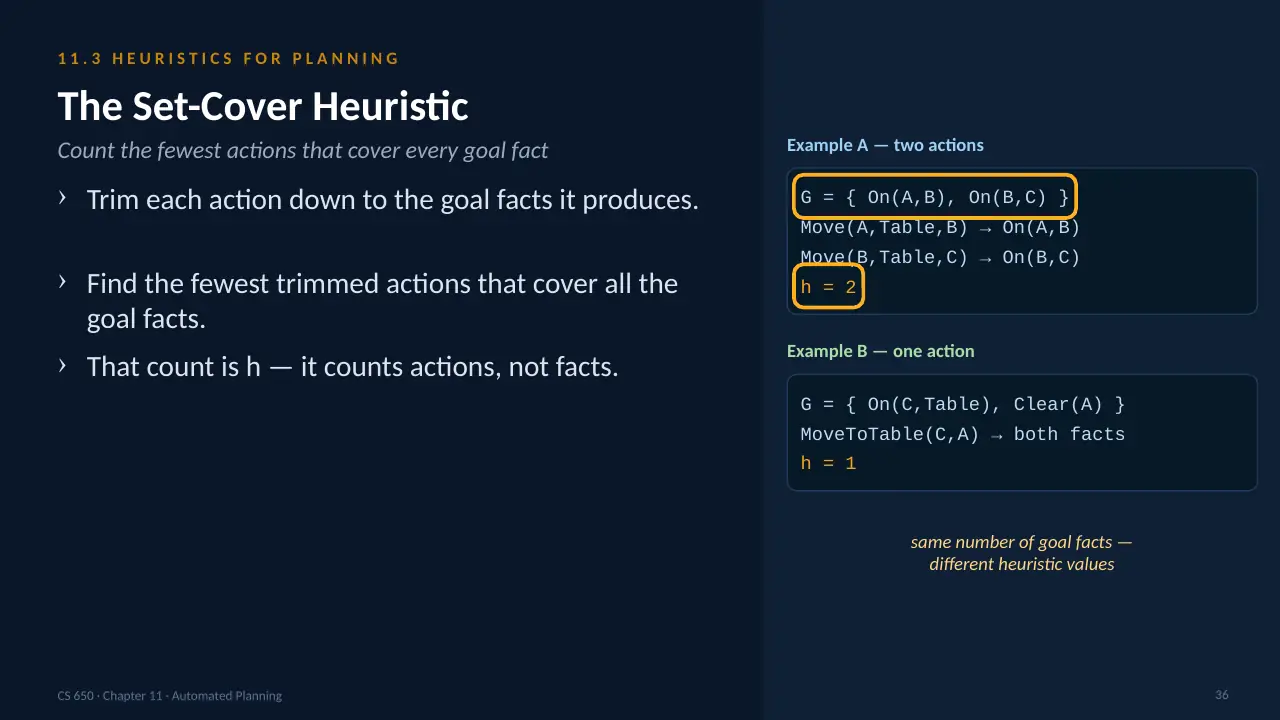 11.3 HEURISTICS FOR PLANNING
The Set-Cover Heuristic
Count the fewest actions that cover every goal fact
› Trim each action down to the goal facts it produces.
› Find the fewest trimmed actions that cover all the
goal facts.
› That count is h — it counts actions, not facts.
Example A — two actions
G = { On(A,B), On(B,C) }
Move(A,Table,B) → On(A,B)
Move(B,Table,C) → On(B,C)
h = 2
Example B — one action
G = { On(C,Table), Clear(A) }
MoveToTable(C,A) → both facts
h = 1
same number of goal facts —
different heuristic values
CS 650 · Chapter 11 · Automated Planning
36